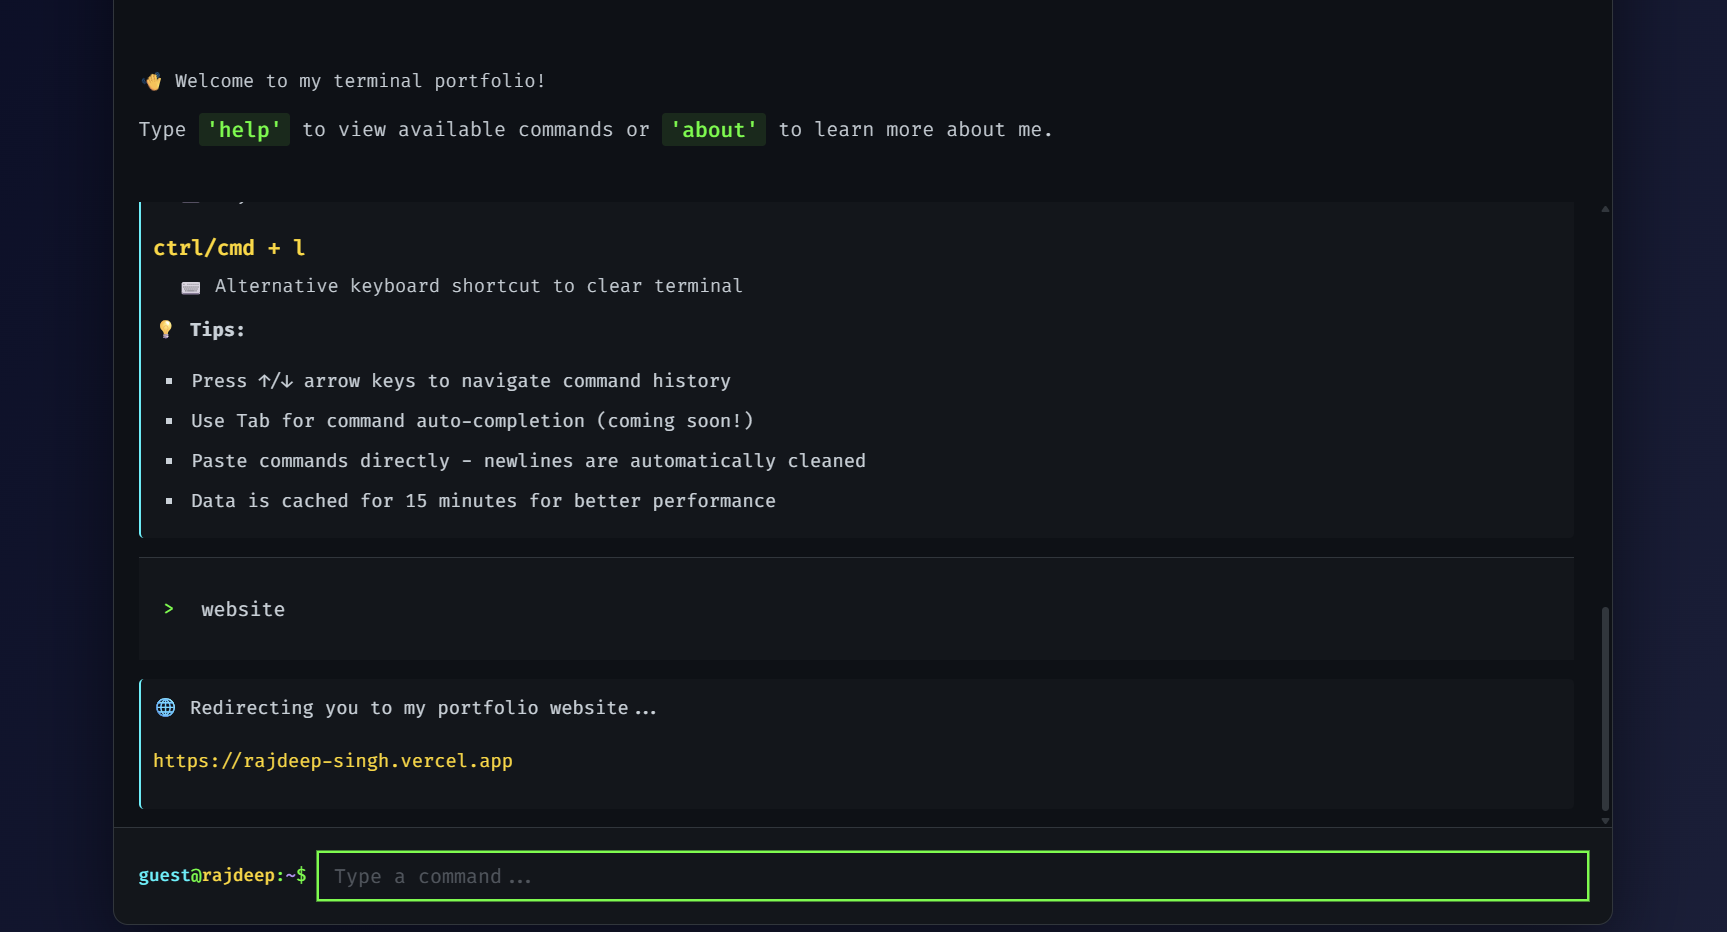 Welcome to my terminal portfolio!
Type 'help' to view available commands or 'about' to learn more about me.
ctrl/cmd + l
Alternative keyboard shortcut to clear terminal
Tips:
Press ↑/↓ arrow keys to navigate command history
Use Tab for command auto-completion (coming soon!)
Paste commands directly - newlines are automatically cleaned
Data is cached for 15 minutes for better performance
> website
Redirecting you to my portfolio website...
https://rajdeep-singh.vercel.app
guest@rajdeep:~$ Type a command...